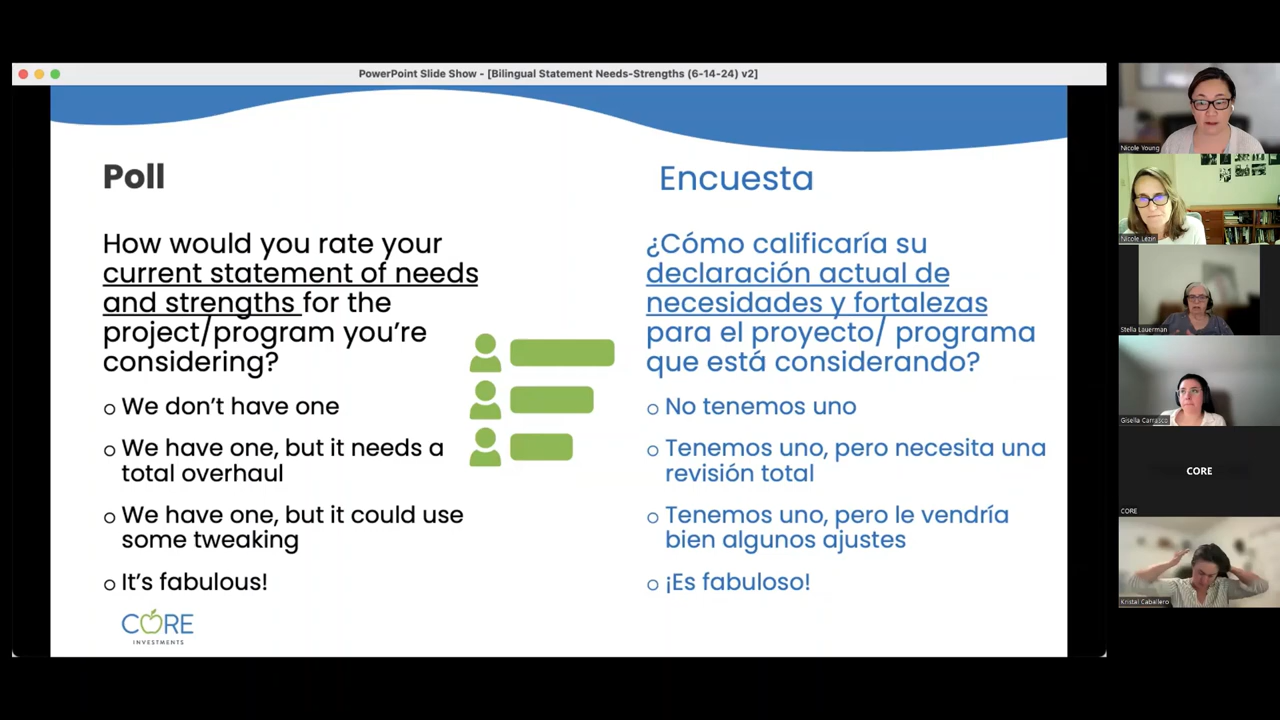 PowerPoint Slide Show - [Bilingual Statement Needs-Strengths (6-14-24) v2]
Poll
How would you rate your
current statement of needs
and strengths for the
project/program you’re
considering?
o We don’t have one
o We have one, but it needs a
total overhaul
o We have one, but it could use
some tweaking
o It’s fabulous!
CORE
INVESTMENTS
Encuesta
¿Cómo calificaría su
declaración actual de
necesidades y fortalezas
para el proyecto/ programa
que está considerando?
o No tenemos uno
o Tenemos uno, pero necesita una
revisión total
o Tenemos uno, pero le vendría
bien algunos ajustes
o ¡Es fabuloso!
Nicole Young
Nicole Lezin
Stella Lauerman
Gisella Carrasco
CORE
CORE
Kristal Caballero